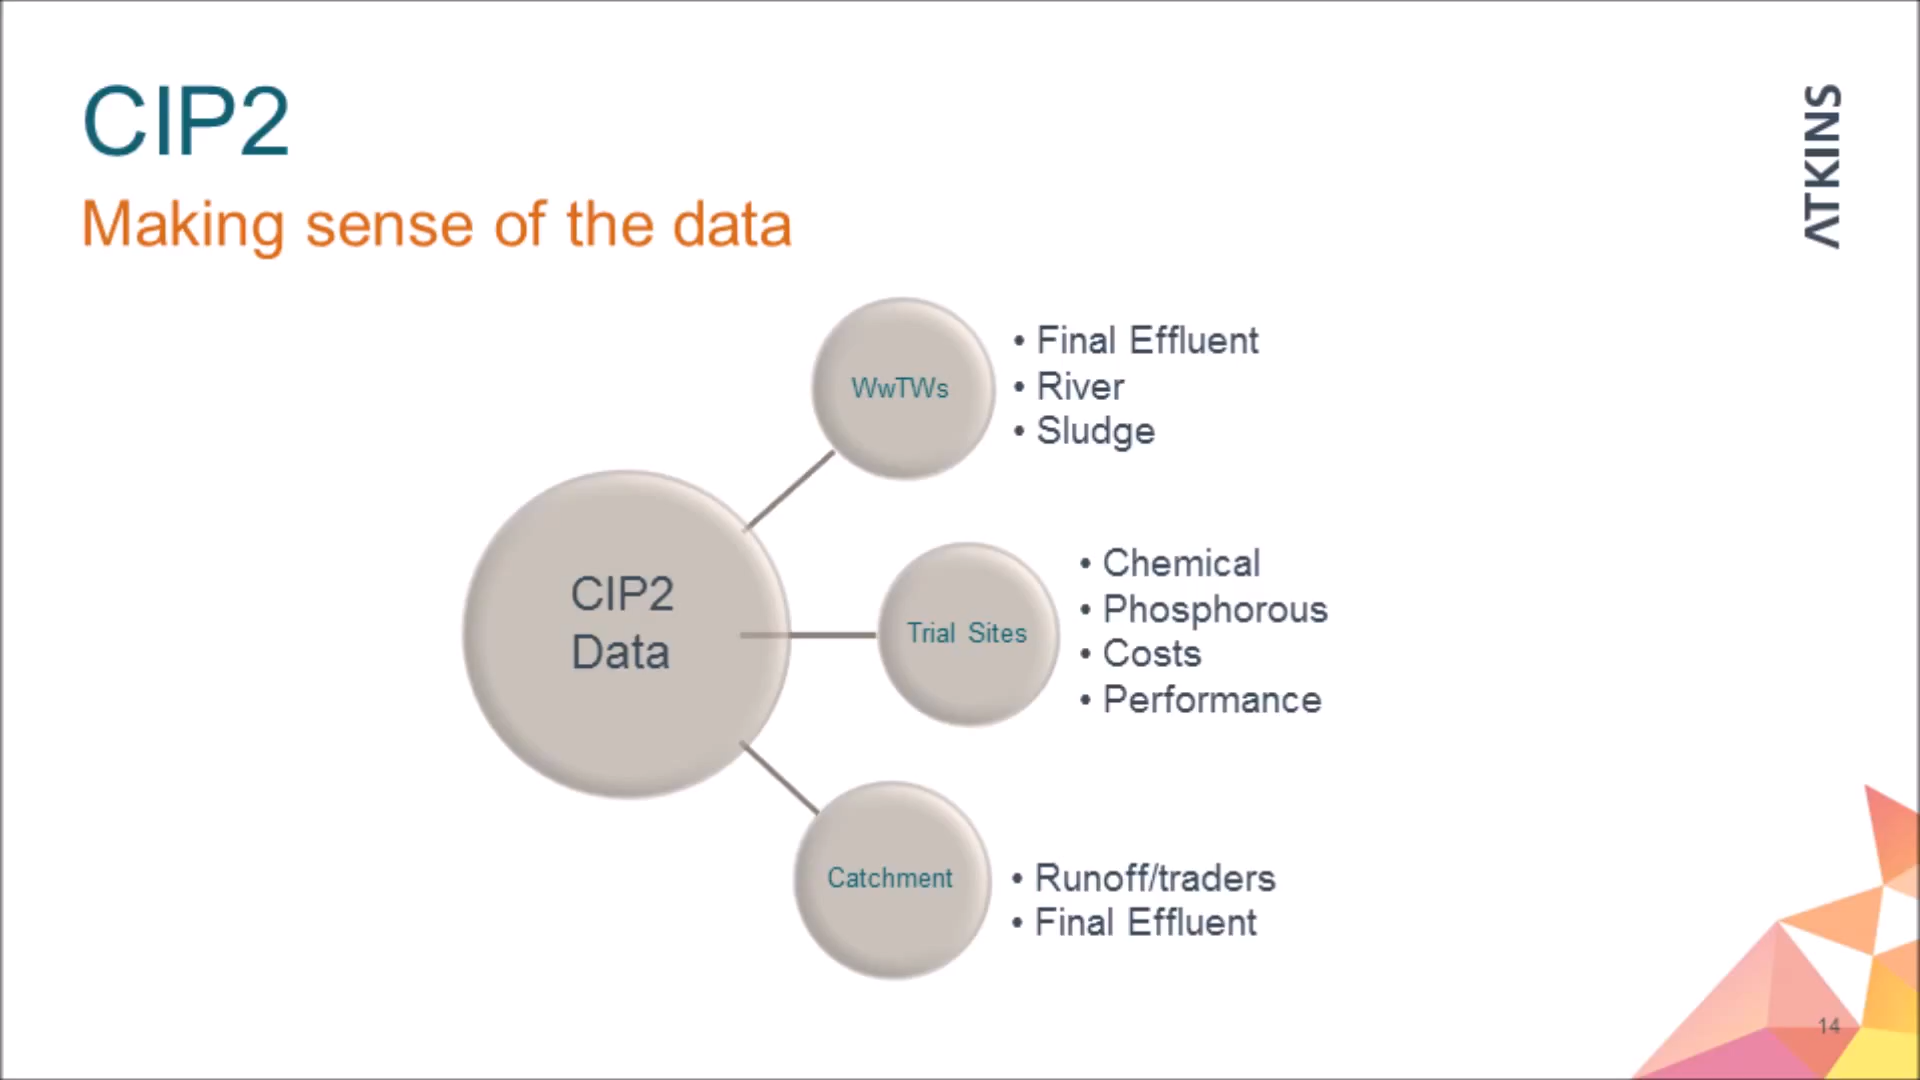 CIP2
Making sense of the data
ATKINS
WwTWs
• Final Effluent
• River
• Sludge
CIP2
Data
Trial Sites
• Chemical
• Phosphorous
• Costs
• Performance
Catchment
• Runoff/traders
• Final Effluent
14